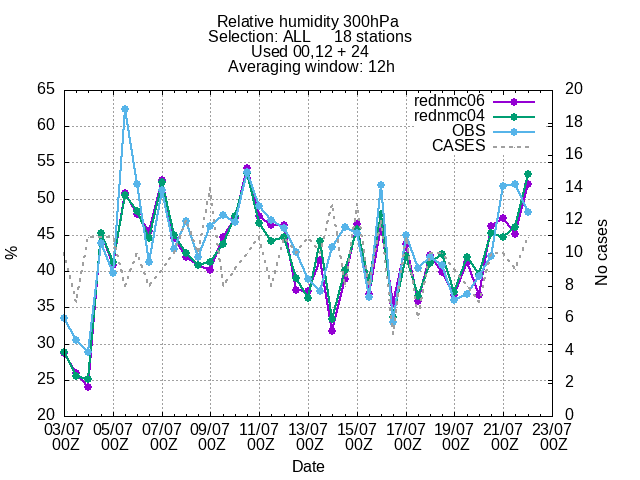 Relative humidity 300hPa
Selection: ALL 18 stations
Used 00,12 + 24
Averaging window: 12h
rednmc06
rednmc04
OBS
CASES
65
60
55
50
45
40
35
30
25
20
%
20
18
16
14
12
10
8
6
4
2
0
No cases
03/07 05/07 07/07 09/07 11/07 13/07 15/07 17/07 19/07 21/07 23/07
00Z 00Z 00Z 00Z 00Z 00Z 00Z 00Z 00Z 00Z 00Z
Date